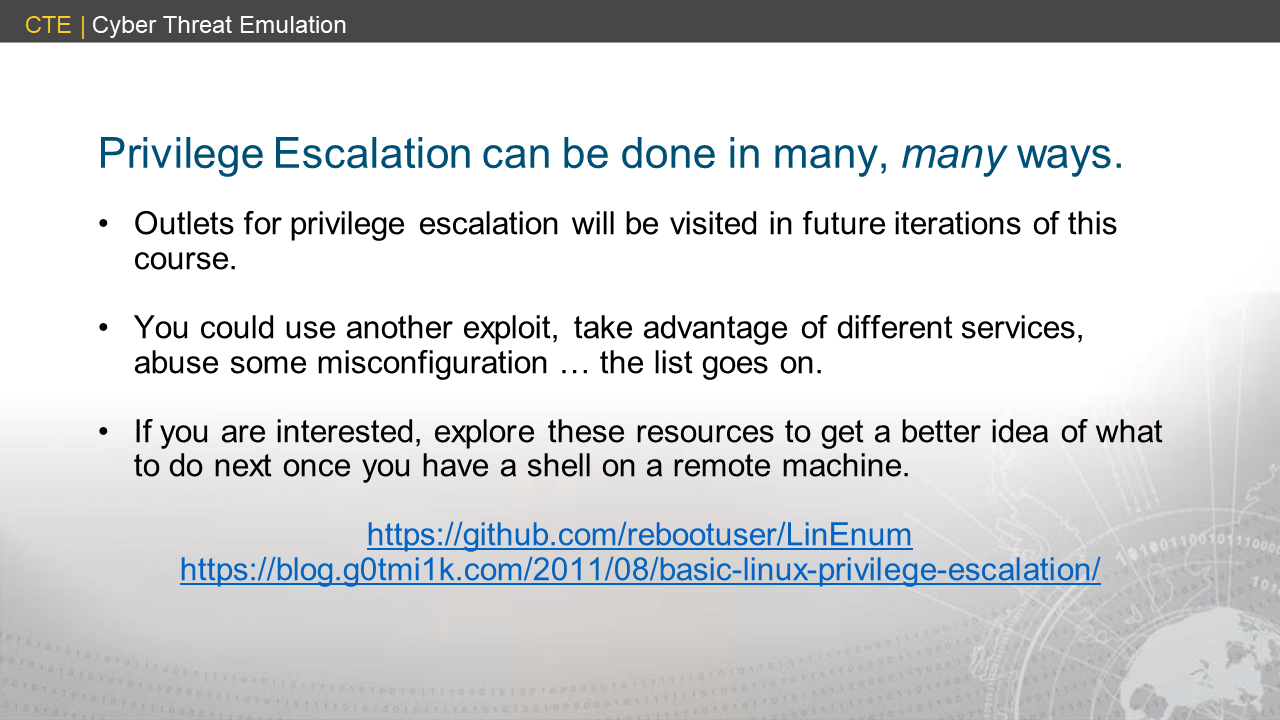 CTE | Cyber Threat Emulation
Privilege Escalation can be done in many, many ways.
• Outlets for privilege escalation will be visited in future iterations of this
course.
• You could use another exploit, take advantage of different services,
abuse some misconfiguration … the list goes on.
• If you are interested, explore these resources to get a better idea of what
to do next once you have a shell on a remote machine.
https://github.com/rebootuser/LinEnum
https://blog.g0tmi1k.com/2011/08/basic-linux-privilege-escalation/